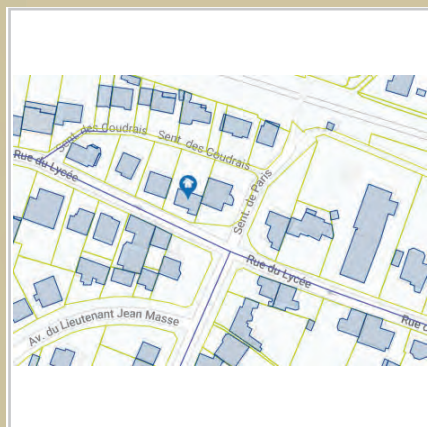 Sent. des Coudrais
Sent. des Coudrais
Rue du Lycée
Sent. de Paris
Rue du Lycée
Av. du Lieutenant Jean Masse
Rue d